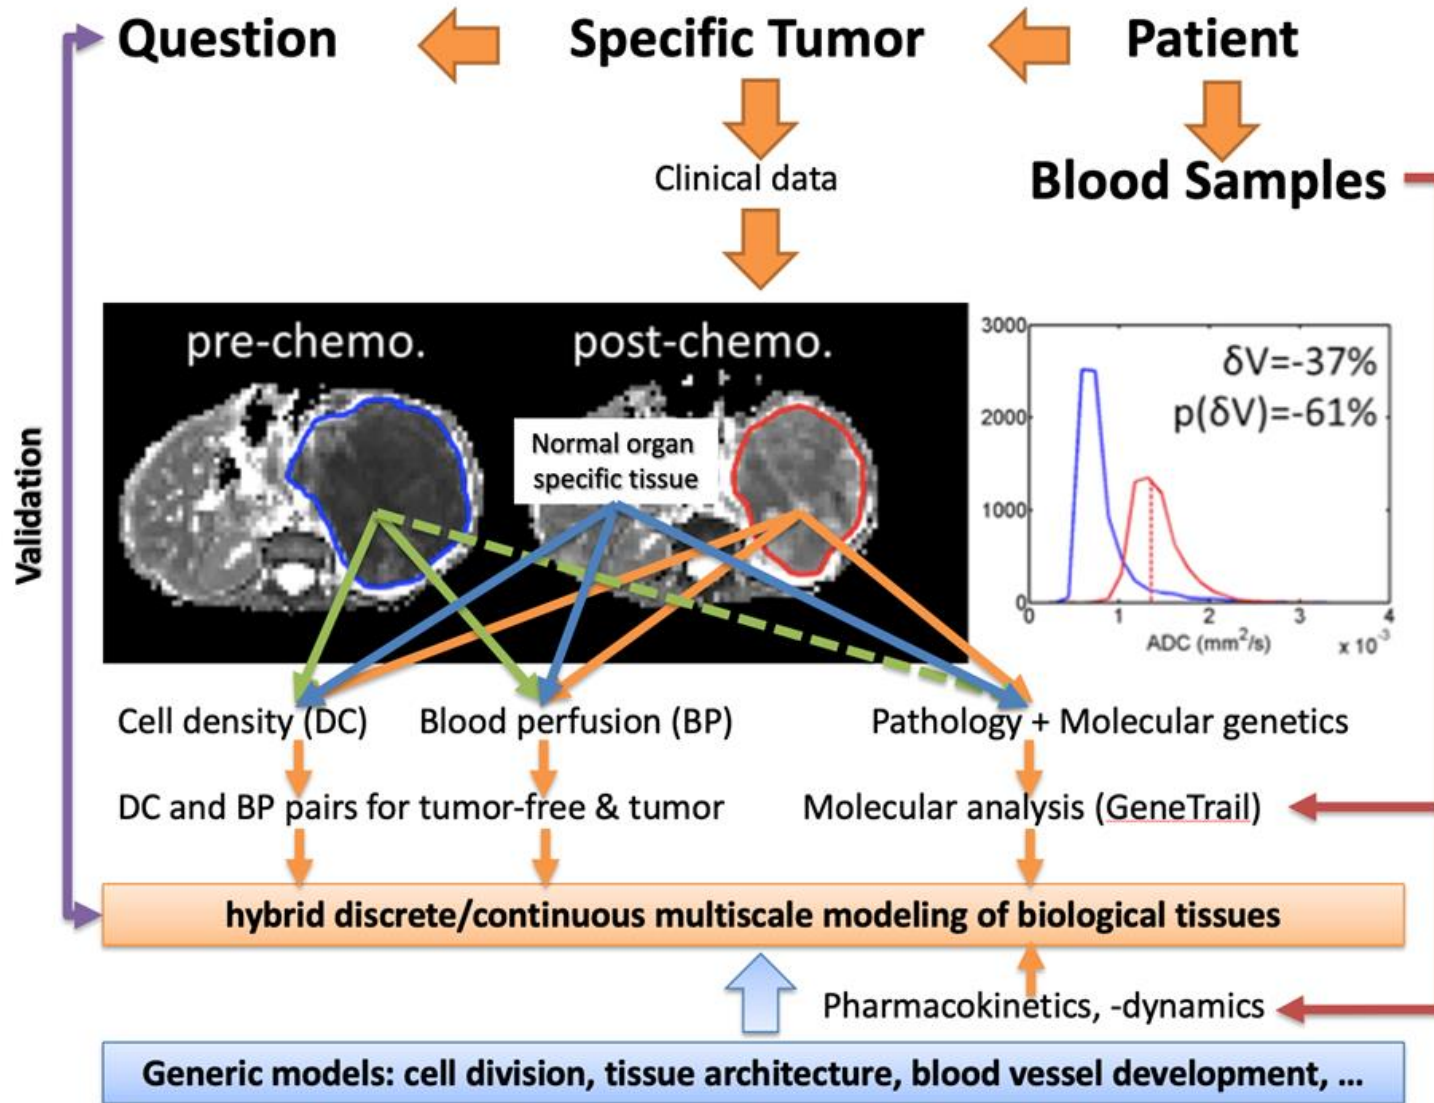 Question
Specific Tumor
Patient
Clinical data
Blood Samples
Validation
pre-chemo.
post-chemo.
Normal organ
specific tissue
δV=-37%
p(δV)=-61%
3000
2000
1000
0
0 1 2 3 4
ADC (mm²/s)
x 10⁻³
Cell density (DC)
Blood perfusion (BP)
Pathology + Molecular genetics
DC and BP pairs for tumor-free & tumor
Molecular analysis (GeneTrail)
hybrid discrete/continuous multiscale modeling of biological tissues
Pharmacokinetics, -dynamics
Generic models: cell division, tissue architecture, blood vessel development, ...